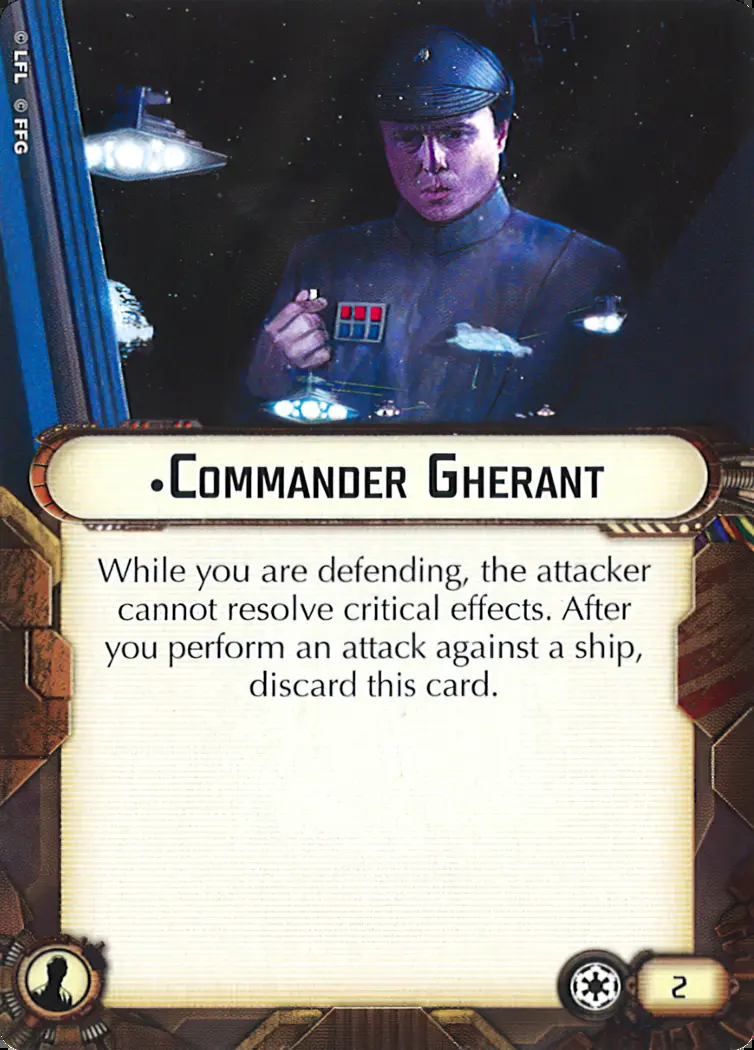 © LFL © FFG
•Commander Gherant
While you are defending, the attacker
cannot resolve critical effects. After
you perform an attack against a ship,
discard this card.
2